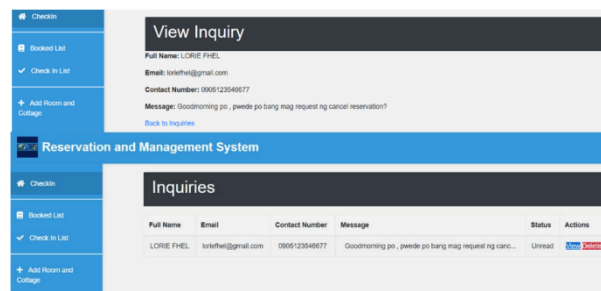 CheckIn
Booked List
Check In List
+ Add Room and
Cottage
View Inquiry
Full Name: LORIE FHEL
Email: loriefhel@gmail.com
Contact Number: 0905123546677
Message: Goodmorning po , pwede po bang mag request ng cancel reservation?
Back to Inquiries
Reservation and Management System
CheckIn
Booked List
Check In List
+ Add Room and
Cottage
Inquiries
Full Name Email Contact Number Message Status Actions
LORIE FHEL loriefhel@gmail.com 0905123546677 Goodmorning po , pwede po bang mag request ng canc... Unread View Delete